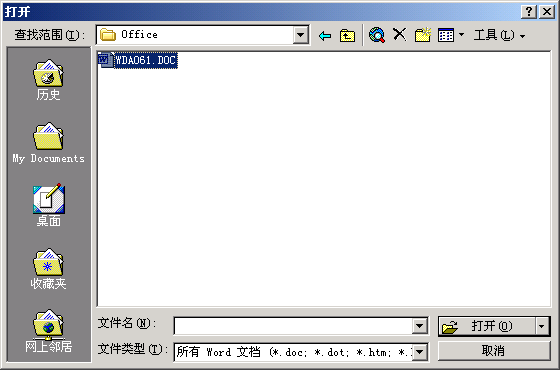 打开
查找范围(I): Office 工具(L)
WDA061.DOC
历史
My Documents
桌面
收藏夹
网上邻居
文件名(N): 打开(O)
文件类型(T): 所有 Word 文档 (*.doc; *.dot; *.htm; *. 取消